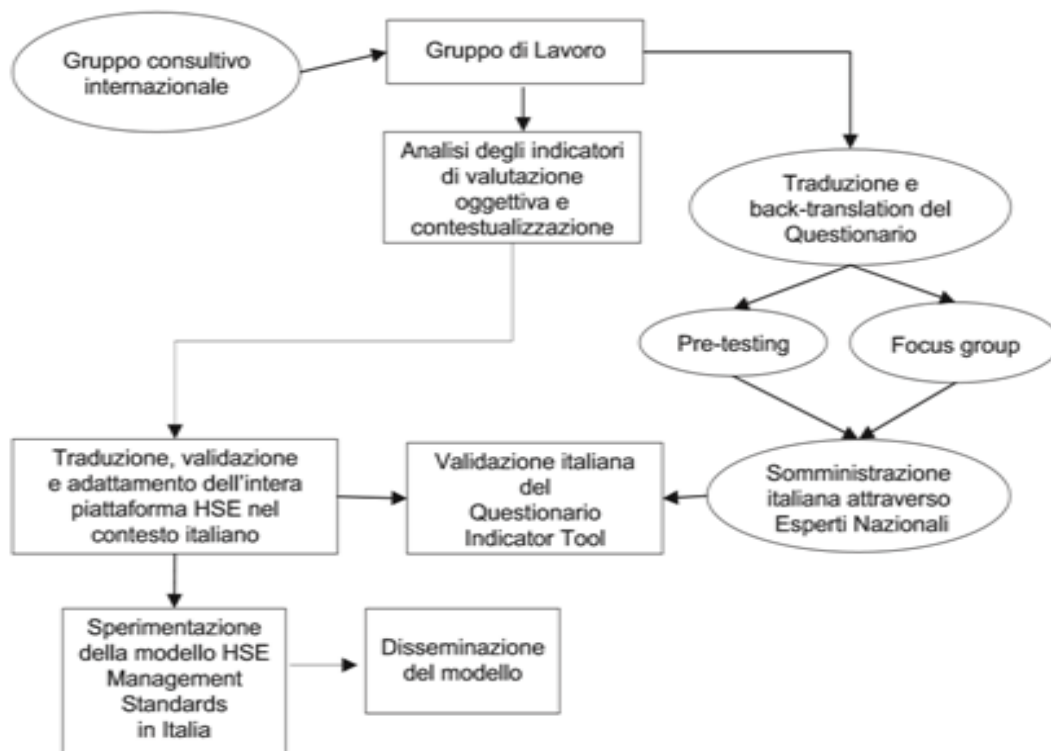 Gruppo consultivo
internazionale
Gruppo di Lavoro
Analisi degli indicatori
di valutazione
oggettiva e
contestualizzazione
Traduzione e
back-translation del
Questionario
Pre-testing
Focus group
Traduzione, validazione
e adattamento dell'intera
piattaforma HSE nel
contesto italiano
Validazione italiana
del
Questionario
Indicator Tool
Somministrazione
italiana attraverso
Esperti Nazionali
Sperimentazione
della modello HSE
Management
Standards
in Italia
Disseminazione
del modello